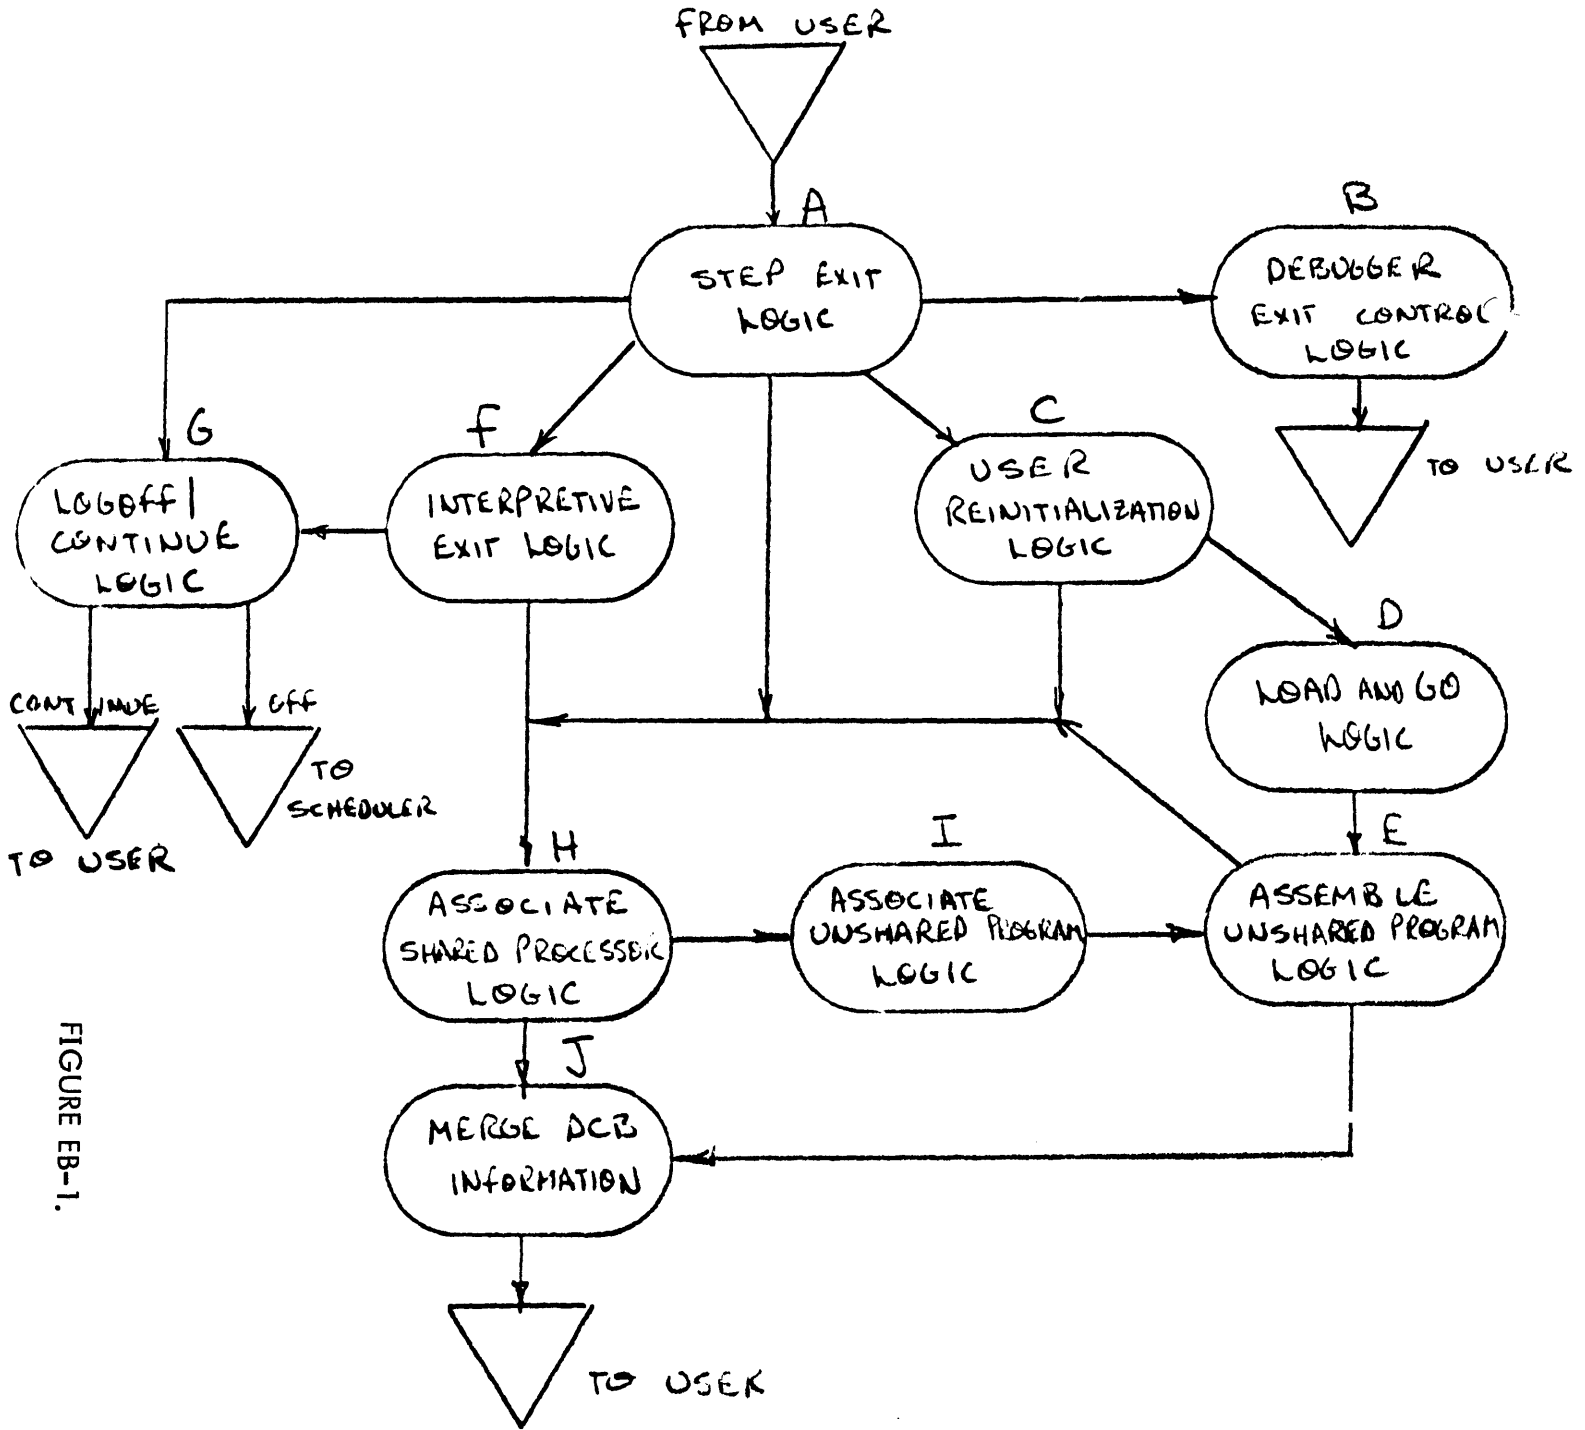 FROM USER
A
STEP EXIT
LOGIC
B
DEBUGGER
EXIT CONTROL
LOGIC
TO USER
G
LOGOFF/
CONTINUE
LOGIC
F
INTERPRETIVE
EXIT LOGIC
C
USER
REINITIALIZATION
LOGIC
D
LOAD AND GO
LOGIC
CONTINUE
OFF
TO USER
TO
SCHEDULER
H
ASSOCIATE
SHARED PROCESSOR
LOGIC
I
ASSOCIATE
UNSHARED PROGRAM
LOGIC
E
ASSEMBLE
UNSHARED PROGRAM
LOGIC
J
MERGE DCB
INFORMATION
TO USER
FIGURE EB-1.